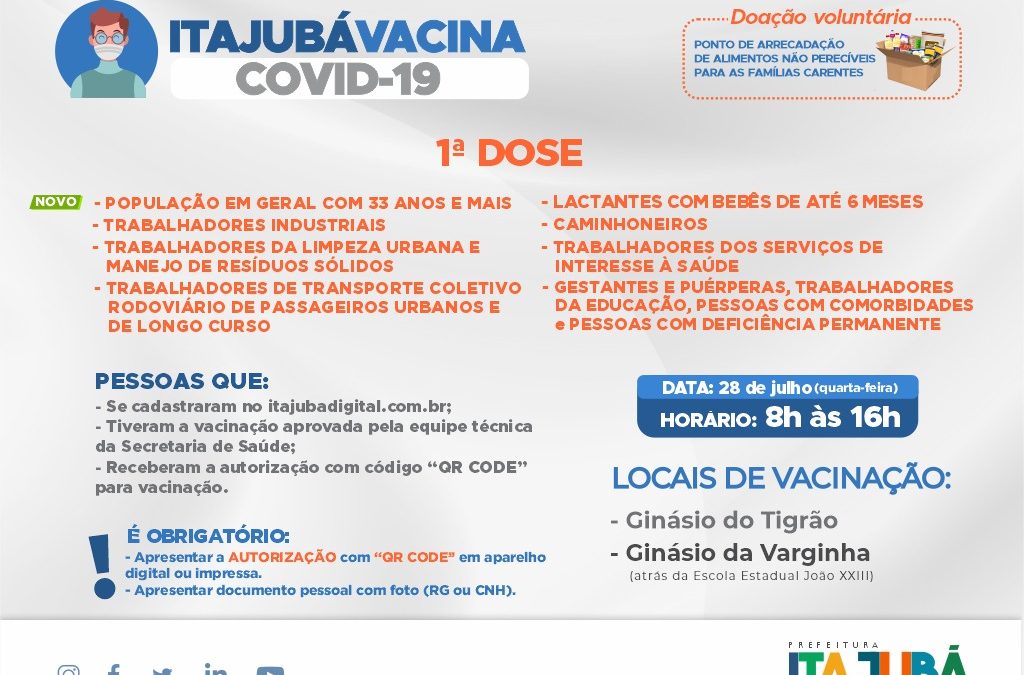 ITAJUBÁVACINA
COVID-19
Doação voluntária
PONTO DE ARRECADAÇÃO
DE ALIMENTOS NÃO PERECÍVEIS
PARA AS FAMÍLIAS CARENTES
1ª DOSE
NOVO - POPULAÇÃO EM GERAL COM 33 ANOS E MAIS
- TRABALHADORES INDUSTRIAIS
- TRABALHADORES DA LIMPEZA URBANA E
MANEJO DE RESÍDUOS SÓLIDOS
- TRABALHADORES DE TRANSPORTE COLETIVO
RODOVIÁRIO DE PASSAGEIROS URBANOS E
DE LONGO CURSO
- LACTANTES COM BEBÊS DE ATÉ 6 MESES
- CAMINHONEIROS
- TRABALHADORES DOS SERVIÇOS DE
INTERESSE À SAÚDE
- GESTANTES E PUÉRPERAS, TRABALHADORES
DA EDUCAÇÃO, PESSOAS COM COMORBIDADES
e PESSOAS COM DEFICIÊNCIA PERMANENTE
PESSOAS QUE:
- Se cadastraram no itajubadigital.com.br;
- Tiveram a vacinação aprovada pela equipe técnica
da Secretaria de Saúde;
- Receberam a autorização com código “QR CODE”
para vacinação.
! É OBRIGATÓRIO:
- Apresentar a AUTORIZAÇÃO com “QR CODE” em aparelho
digital ou impressa.
- Apresentar documento pessoal com foto (RG ou CNH).
DATA: 28 de julho (quarta-feira)
HORÁRIO: 8h às 16h
LOCAIS DE VACINAÇÃO:
- Ginásio do Tigrão
- Ginásio da Varginha
(atrás da Escola Estadual João XXIII)
PREFEITURA
ITAJUBÁ